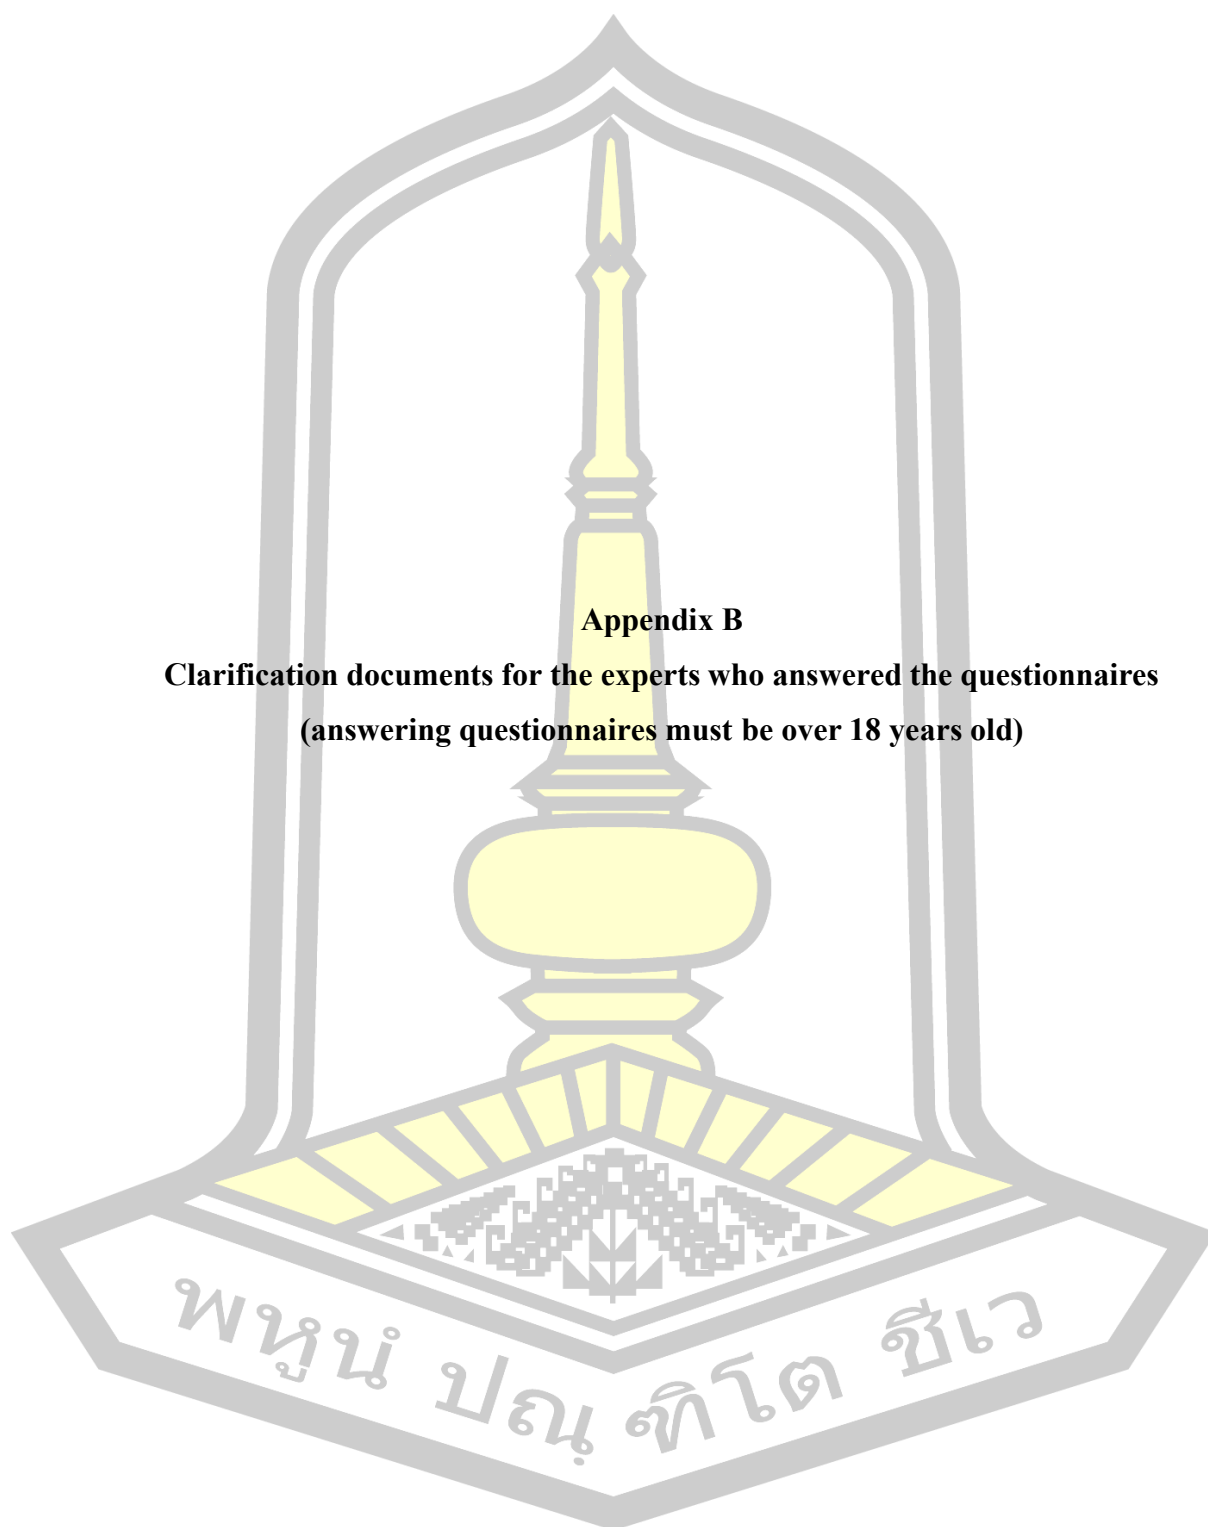 Appendix B
Clarification documents for the experts who answered the questionnaires
(answering questionnaires must be over 18 years old)
พหูนํ ปณฺฑิโต ชีเว